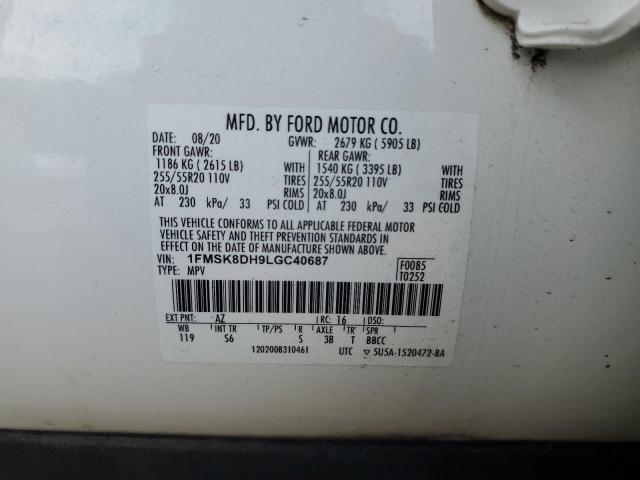 MFD. BY FORD MOTOR CO.
DATE: 08/20 GVWR: 2679 KG ( 5905 LB)
FRONT GAWR: REAR GAWR:
1186 KG ( 2615 LB) WITH 1540 KG ( 3395 LB) WITH
255/55R20 110V TIRES 255/55R20 110V TIRES
20x8.0J RIMS 20x8.0J RIMS
AT 230 kPa/ 33 PSI COLD AT 230 kPa/ 33 PSI COLD
THIS VEHICLE CONFORMS TO ALL APPLICABLE FEDERAL MOTOR
VEHICLE SAFETY AND THEFT PREVENTION STANDARDS IN
EFFECT ON THE DATE OF MANUFACTURE SHOWN ABOVE.
VIN: 1FMSK8DH9LGC40687 F0085
TYPE: MPV T0252
EXT PNT: AZ RC: 16 DSO:
WB INT TR TP/PS R AXLE TR SPR
119 S6 S 3B T BBCC
1202008310461 UTC ▽ 5U5A-1520472-BA